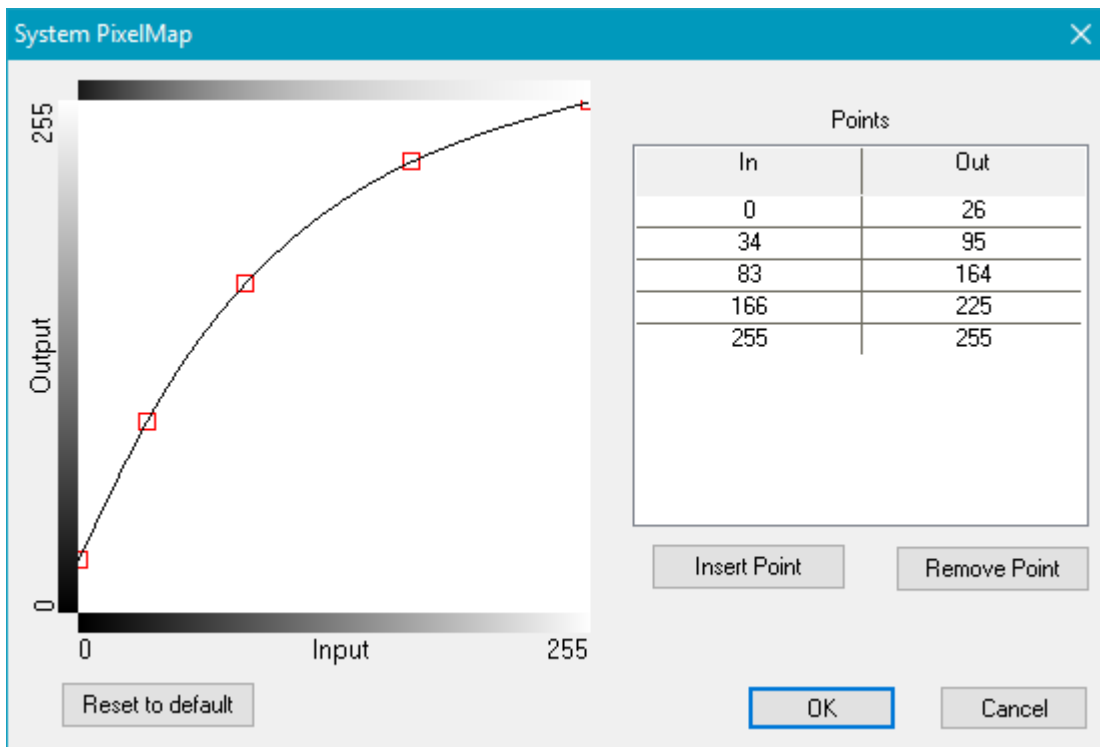 System PixelMap
255
Output
0
0 Input 255
Reset to default
Points
In Out
0 26
34 95
83 164
166 225
255 255
Insert Point Remove Point
OK Cancel